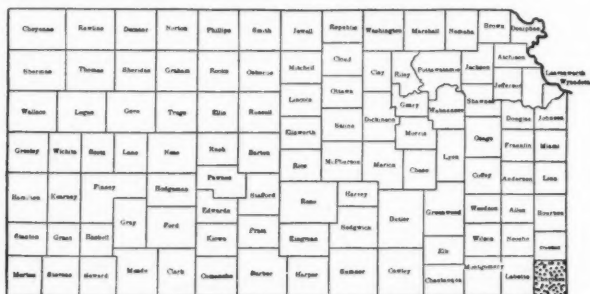 Cheyenne Rawlins Decatur Norton Phillips Smith Jewell Republic Washington Marshall Nemaha Brown Doniphan
Sherman Thomas Sheridan Graham Rooks Osborne Mitchell Cloud Clay Riley Pottawatomie Jackson Atchison
Jefferson Leavenworth
Wyandotte
Wallace Logan Gove Trego Ellis Russell Lincoln Ottawa Dickinson Geary Wabaunsee Shawnee Douglas Johnson
Greeley Wichita Scott Lane Ness Rush Barton Ellsworth Saline Morris Osage Franklin Miami
Hamilton Kearney Finney Hodgeman Pawnee Rice McPherson Marion Chase Lyon Coffey Anderson Linn
Gray Ford Edwards Stafford Reno Harvey Butler Greenwood Woodson Allen Bourbon
Stanton Grant Haskell Kiowa Pratt Kingman Sedgwick Elk Wilson Neosho
Morton Stevens Seward Meade Clark Comanche Barber Harper Sumner Cowley Chautauqua Montgomery Labette